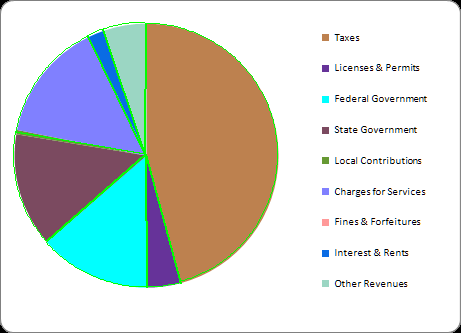 Taxes
Licenses & Permits
Federal Government
State Government
Local Contributions
Charges for Services
Fines & Forfeitures
Interest & Rents
Other Revenues